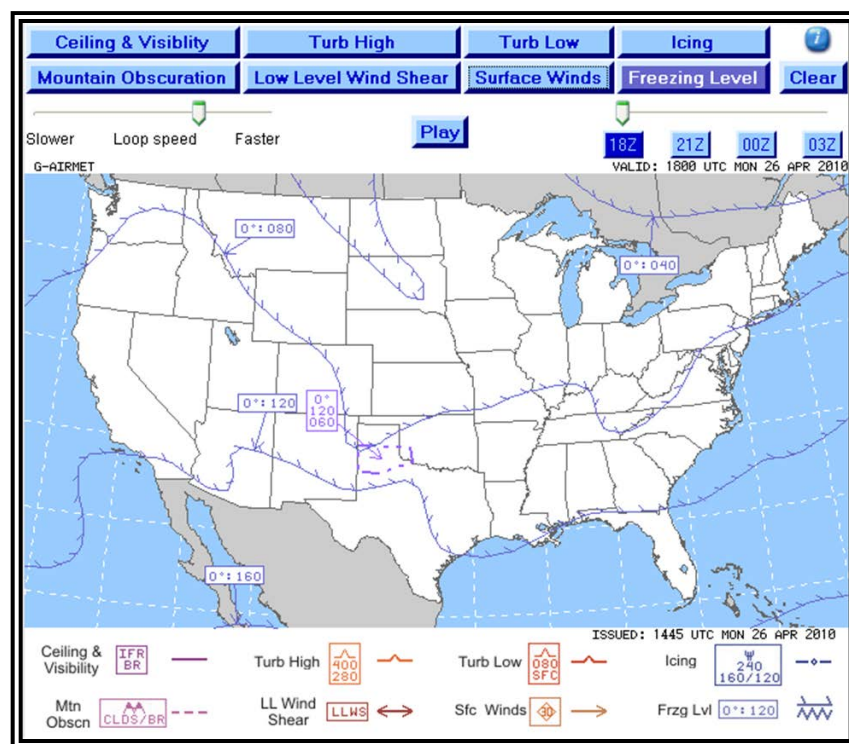 Ceiling & Visiblity Turb High Turb Low Icing i
Mountain Obscuration Low Level Wind Shear Surface Winds Freezing Level Clear
Slower Loop speed Faster Play 18Z 21Z 00Z 03Z
G-AIRMET VALID: 1800 UTC MON 26 APR 2010
0°:080
0°:040
0°:120
0°
120
060
0°:160
ISSUED: 1445 UTC MON 26 APR 2010
Ceiling &
Visibility
IFR
BR
Turb High
400
280
Turb Low
080
SFC
Icing
240
160/120
Mtn
Obscn
CLDS/BR
LL Wind
Shear
LLWS
Sfc Winds
30
Frzg Lvl
0°:120